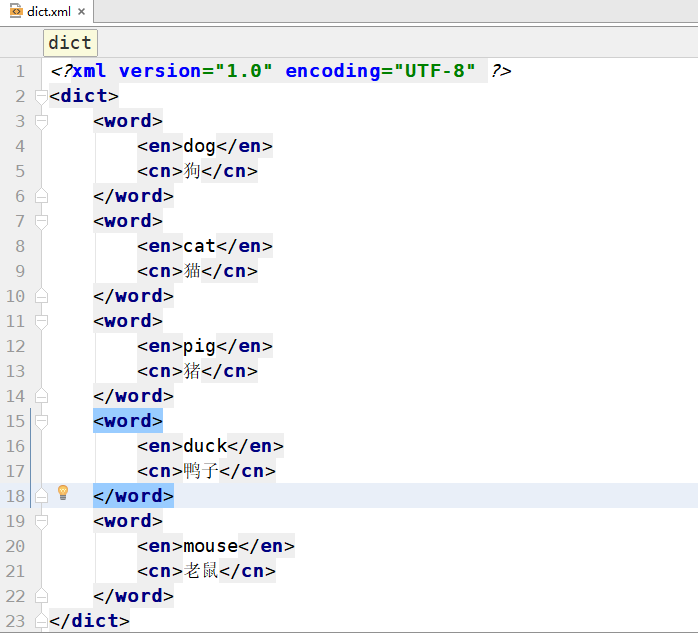 dict.xml
dict
1 <?xml version="1.0" encoding="UTF-8" ?>
2 <dict>
3 <word>
4 <en>dog</en>
5 <cn>狗</cn>
6 </word>
7 <word>
8 <en>cat</en>
9 <cn>猫</cn>
10 </word>
11 <word>
12 <en>pig</en>
13 <cn>猪</cn>
14 </word>
15 <word>
16 <en>duck</en>
17 <cn>鸭子</cn>
18 </word>
19 <word>
20 <en>mouse</en>
21 <cn>老鼠</cn>
22 </word>
23 </dict>